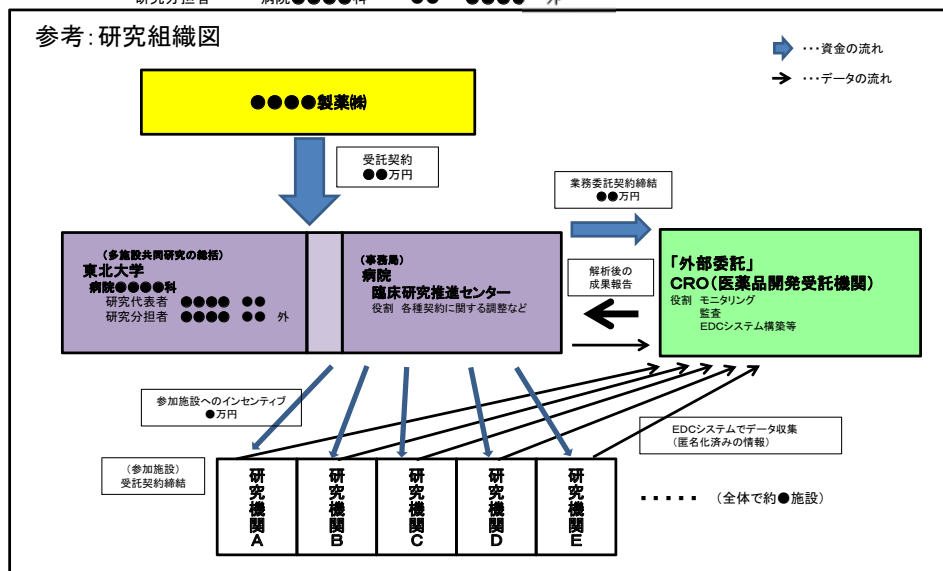 研究分担者 病院●●●●科 ●● ●●●● 外
参考：研究組織図
・・・資金の流れ
・・・データの流れ
●●●●製薬㈱
受託契約
●●万円
業務委託契約締結
●●万円
（多施設共同研究の総括）
東北大学
病院●●●●科
研究代表者 ●●●● ●●
研究分担者 ●●●● ●● 外
（事務局）
病院
臨床研究推進センター
役割 各種契約に関する調整など
解析後の
成果報告
「外部委託」
CRO（医薬品開発受託機関）
役割 モニタリング
監査
EDCシステム構築等
参加施設へのインセンティブ
●万円
EDCシステムでデータ収集
（匿名化済みの情報）
（参加施設）
受託契約締結
研究機関A
研究機関B
研究機関C
研究機関D
研究機関E
・・・・・ （全体で約●施設）